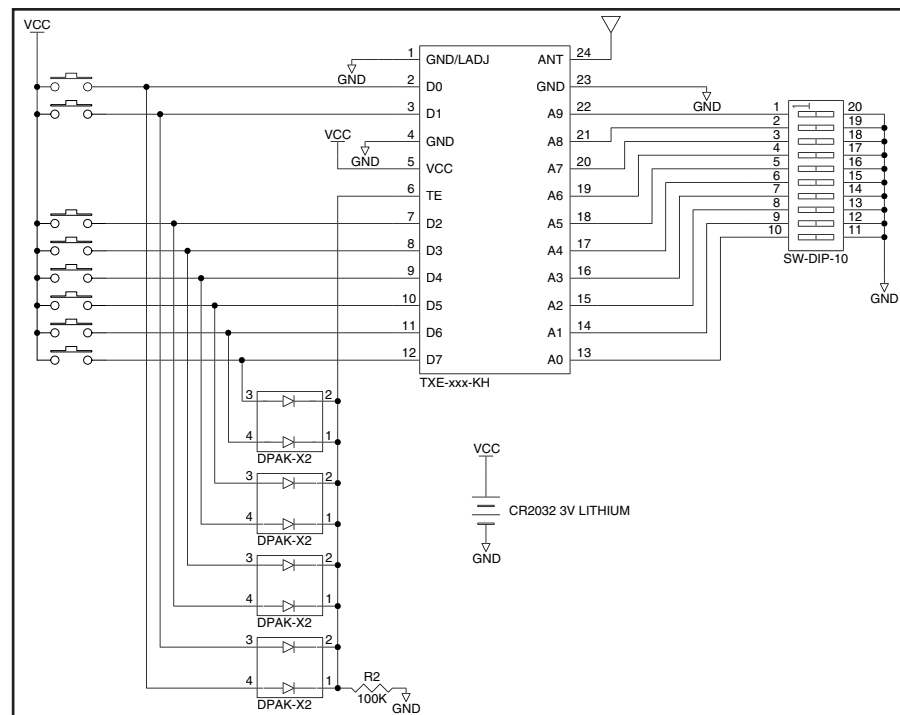 VCC
1 GND/LADJ ANT 24
GND
2 D0 GND 23
GND
3 D1 A9 22
4 GND A8 21
GND
VCC
5 VCC A7 20
6 TE A6 19
7 D2 A5 18
8 D3 A4 17
9 D4 A3 16
10 D5 A2 15
11 D6 A1 14
12 D7 A0 13
TXE-xxx-KH
1 20
2 19
3 18
4 17
5 16
6 15
7 14
8 13
9 12
10 11
SW-DIP-10
GND
3 2
4 1
DPAK-X2
3 2
4 1
DPAK-X2
3 2
4 1
DPAK-X2
3 2
4 1
DPAK-X2
R2
100K
GND
VCC
CR2032 3V LITHIUM
GND